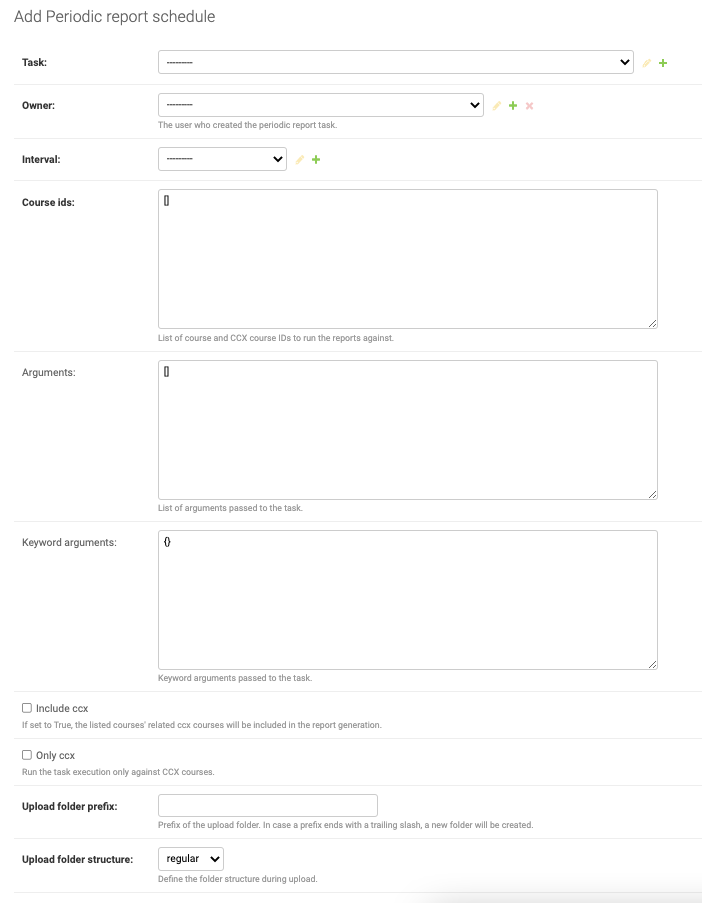 Add Periodic report schedule
Task:
---------
Owner:
---------
The user who created the periodic report task.
Interval:
---------
Course ids:
[]
List of course and CCX course IDs to run the reports against.
Arguments:
[]
List of arguments passed to the task.
Keyword arguments:
{}
Keyword arguments passed to the task.
Include ccx
If set to True, the listed courses' related ccx courses will be included in the report generation.
Only ccx
Run the task execution only against CCX courses.
Upload folder prefix:
Prefix of the upload folder. In case a prefix ends with a trailing slash, a new folder will be created.
Upload folder structure:
regular
Define the folder structure during upload.